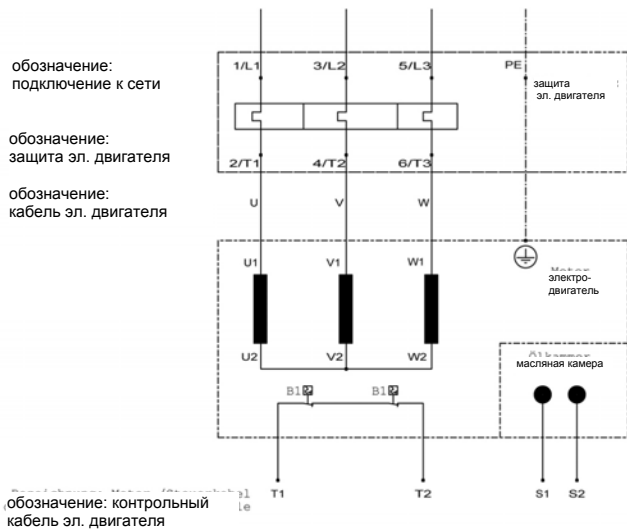 обозначение:
подключение к сети
1/L1 3/L2 5/L3 PE
защита
эл. двигателя
обозначение:
защита эл. двигателя
2/T1 4/T2 6/T3
обозначение:
кабель эл. двигателя
U V W
U1 V1 W1
электро-
двигатель
U2 V2 W2
масляная камера
B1 B1
T1 T2 S1 S2
обозначение: контрольный
кабель эл. двигателя